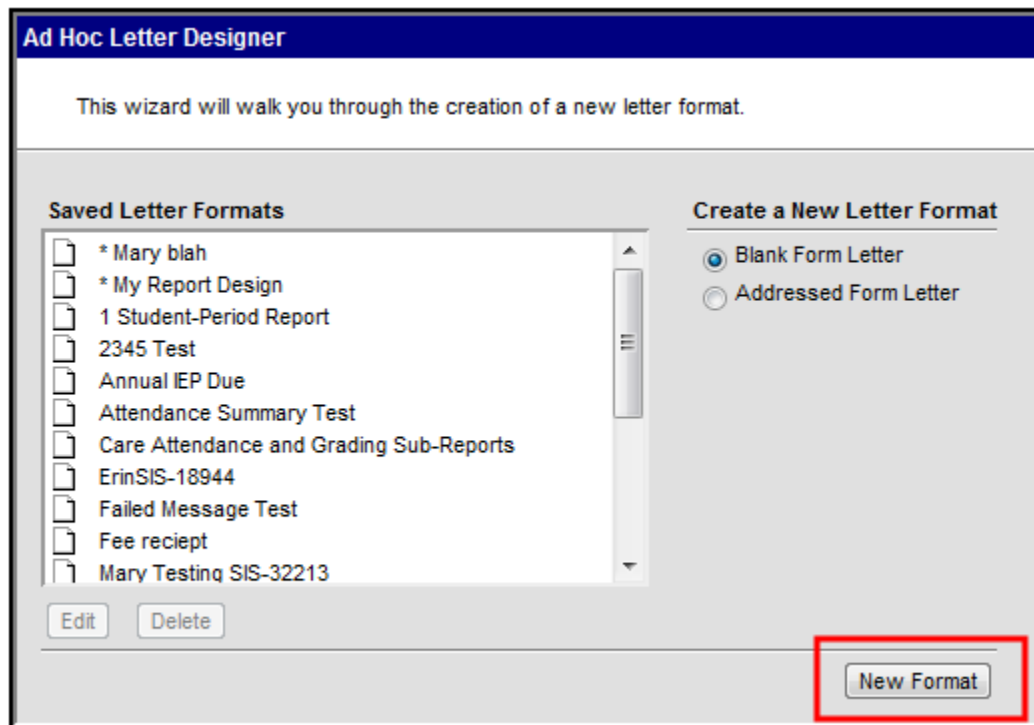 Ad Hoc Letter Designer
This wizard will walk you through the creation of a new letter format.
Saved Letter Formats
* Mary blah
* My Report Design
1 Student-Period Report
2345 Test
Annual IEP Due
Attendance Summary Test
Care Attendance and Grading Sub-Reports
ErinSIS-18944
Failed Message Test
Fee reciept
Mary Testing SIS-32213
Edit Delete
Create a New Letter Format
Blank Form Letter
Addressed Form Letter
New Format